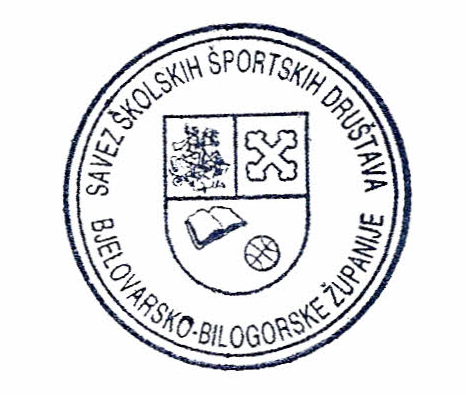 SAVEZ ŠKOLSKIH ŠPORTSKIH DRUŠTAVA
BJELOVARSKO-BILOGORSKE ŽUPANIJE